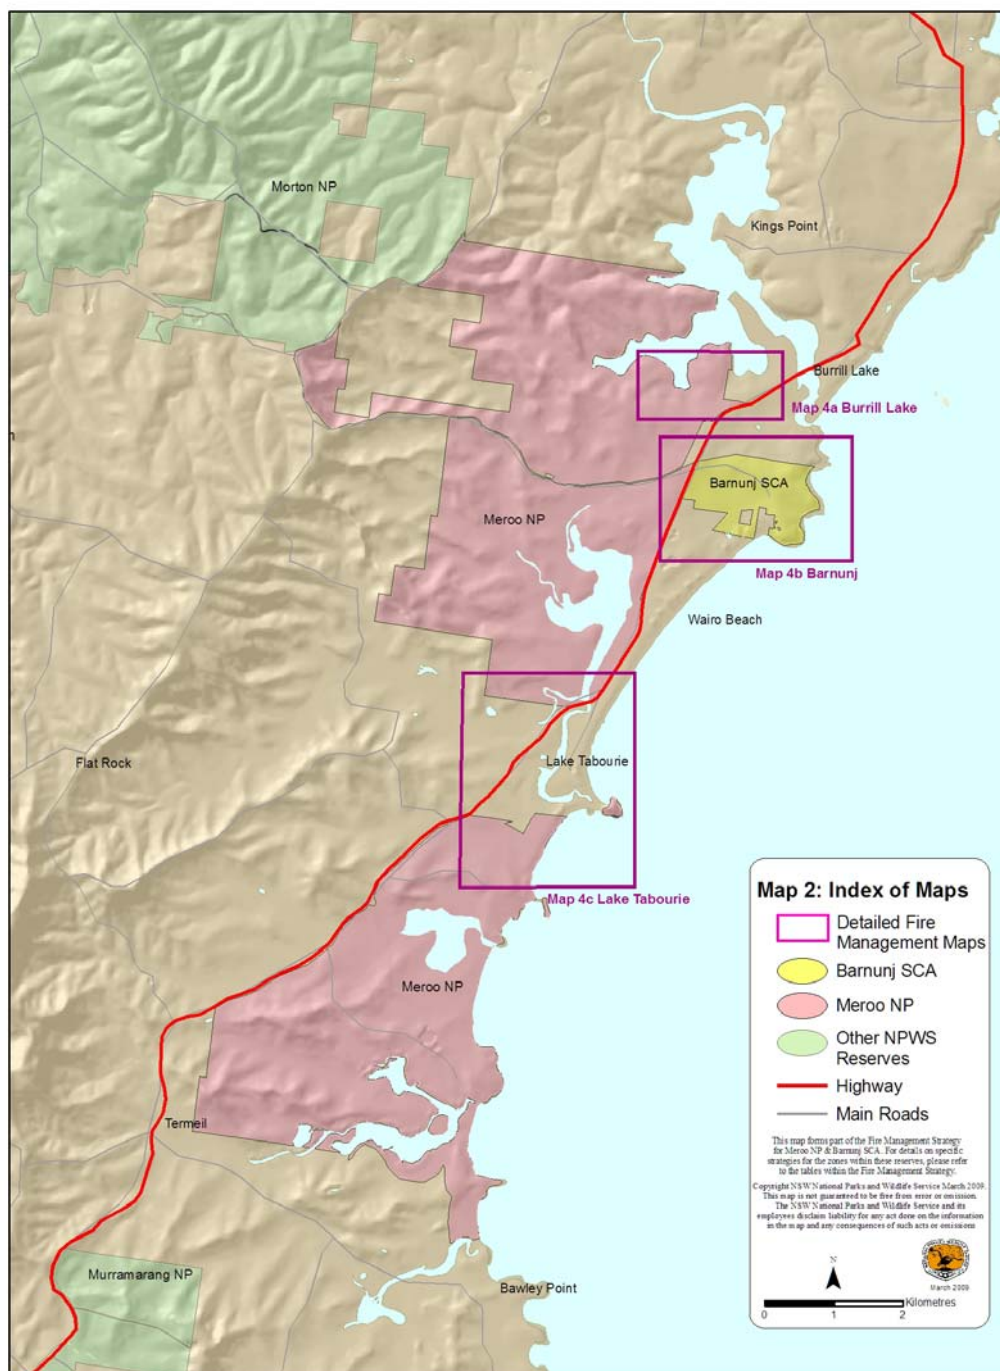 Morton NP
Kings Point
Burrill Lake
Map 4a Burrill Lake
Barnunj SCA
Meroo NP
Map 4b Barnunj
Wairo Beach
Flat Rock
Lake Tabourie
Map 4c Lake Tabourie
Meroo NP
Termeil
Murramarang NP
Bawley Point
Map 2: Index of Maps
Detailed Fire
Management Maps
Barnunj SCA
Meroo NP
Other NPWS
Reserves
Highway
Main Roads
This map forms part of the Fire Management Strategy
for Meroo NP & Barnunj SCA. For details on specific
strategies for the zones within these reserves, please refer
to the tables within the Fire Management Strategy.
Copyright NSW National Parks and Wildlife Service March 2009.
This map is not guaranteed to be free from error or omission.
The NSW National Parks and Wildlife Service and its
employees disclaim liability for any act done on the information
in the map and any consequences of such acts or omissions
N
March 2009
Kilometres
0 1 2